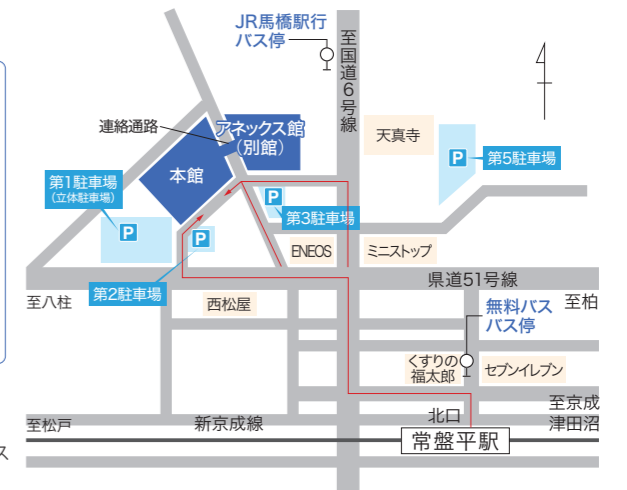 JR馬橋駅行
バス停
至国道6号線
連絡通路
アネックス館
(別館)
本館
天真寺
P
第5駐車場
第1駐車場
(立体駐車場)
P
P
第3駐車場
P
第2駐車場
ENEOS
ミニストップ
県道51号線
至八柱
西松屋
無料バス
バス停
至柏
くすりの
福太郎
セブンイレブン
至松戸
新京成線
北口
至京成
津田沼
常盤平駅
ス